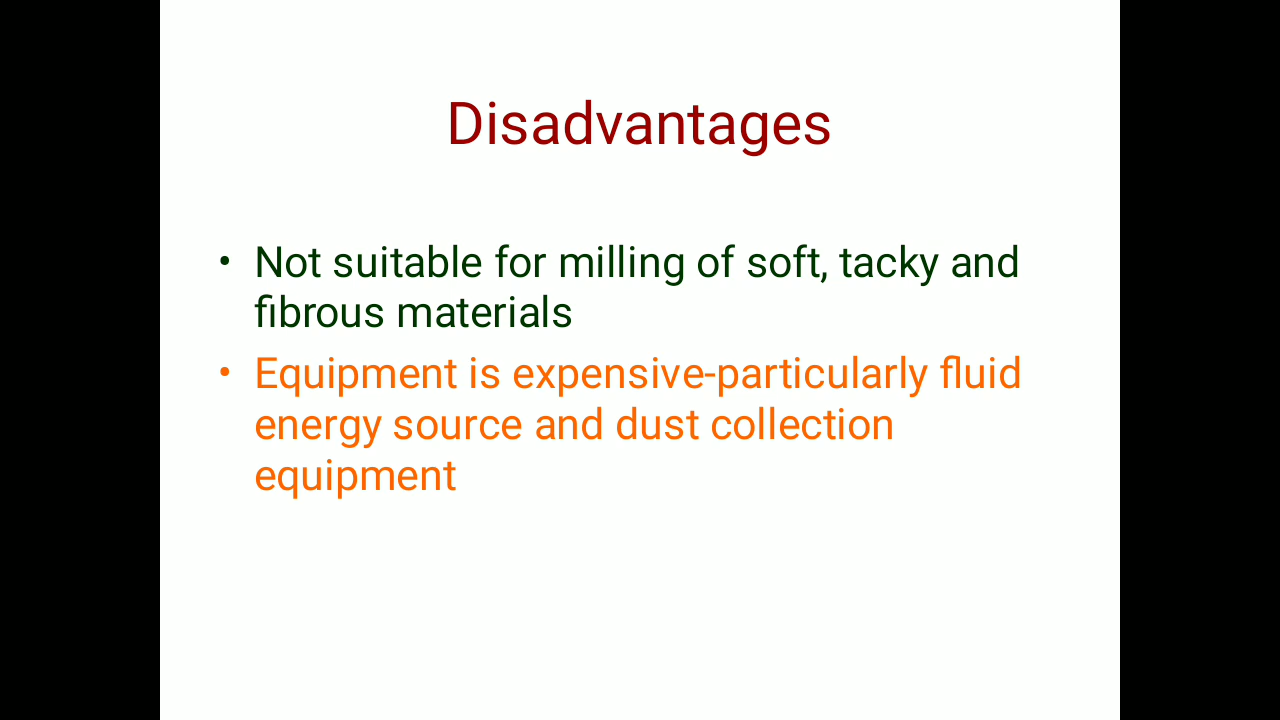 Disadvantages
• Not suitable for milling of soft, tacky and
fibrous materials
• Equipment is expensive-particularly fluid
energy source and dust collection
equipment